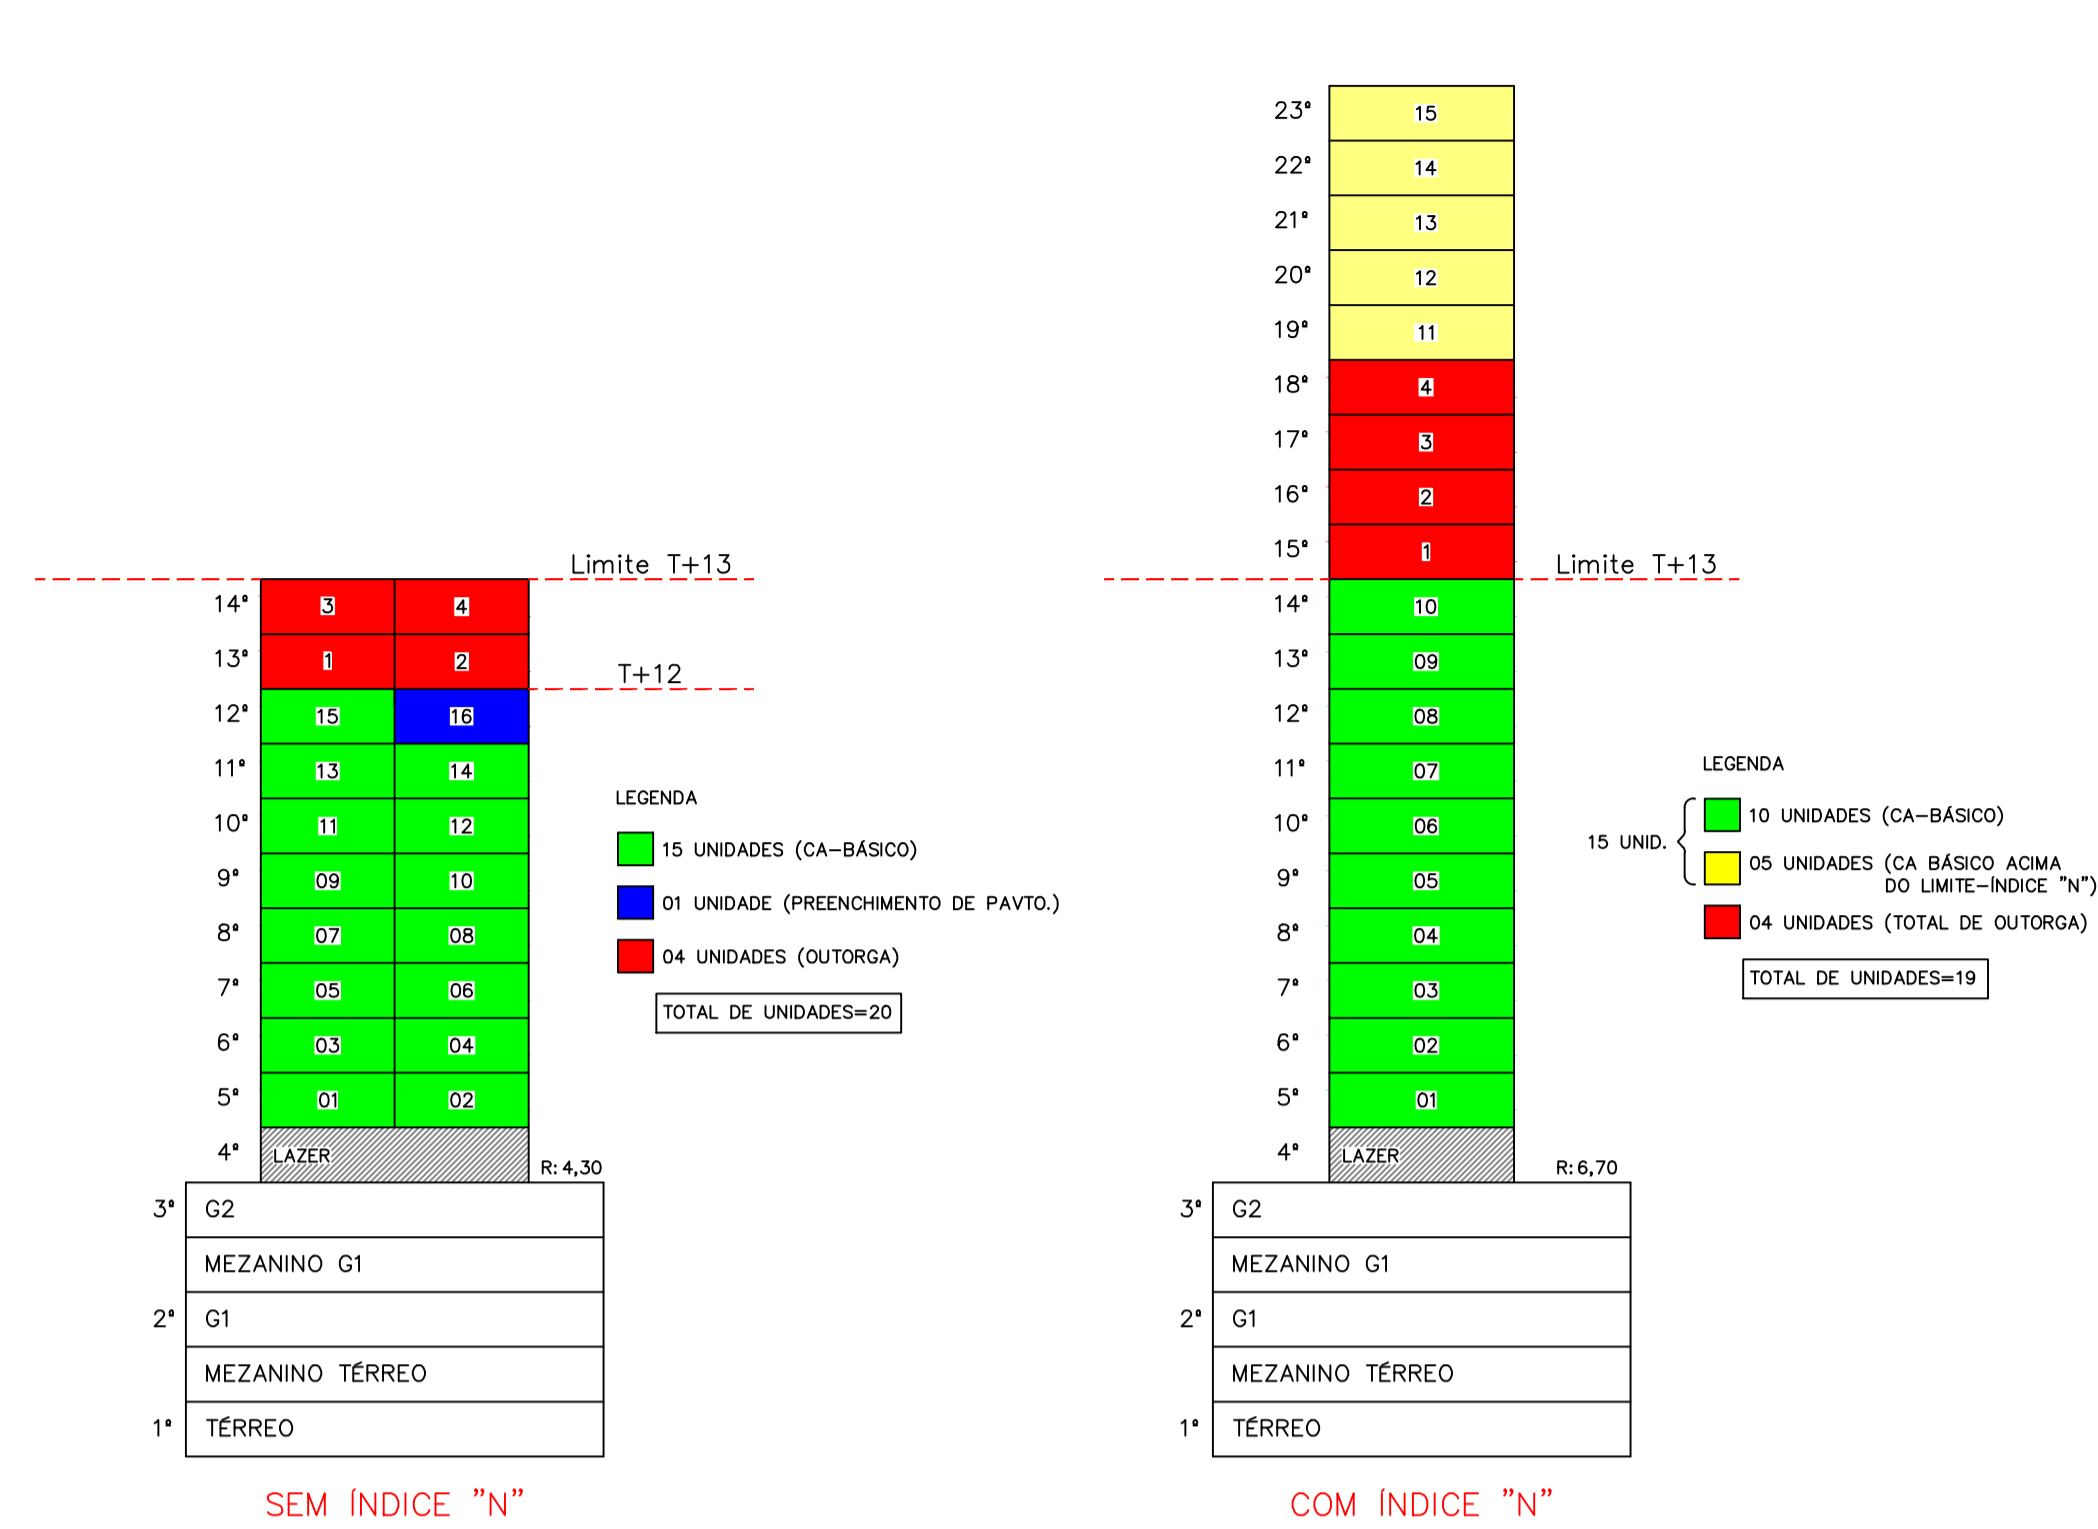 Limite T+13
14º 3 4
13º 1 2
T+12
12º 15 16
11º 13 14
10º 11 12
9º 09 10
8º 07 08
7º 05 06
6º 03 04
5º 01 02
4º LAZER
R: 4,30
3º G2
MEZANINO G1
2º G1
MEZANINO TÉRREO
1º TÉRREO
SEM ÍNDICE "N"
LEGENDA
15 UNIDADES (CA-BÁSICO)
01 UNIDADE (PREENCHIMENTO DE PAVTO.)
04 UNIDADES (OUTORGA)
TOTAL DE UNIDADES=20
23º 15
22º 14
21º 13
20º 12
19º 11
18º 4
17º 3
16º 2
15º 1
Limite T+13
14º 10
13º 09
12º 08
11º 07
10º 06
9º 05
8º 04
7º 03
6º 02
5º 01
4º LAZER
R: 6,70
3º G2
MEZANINO G1
2º G1
MEZANINO TÉRREO
1º TÉRREO
COM ÍNDICE "N"
LEGENDA
15 UNID.
10 UNIDADES (CA-BÁSICO)
05 UNIDADES (CA BÁSICO ACIMA
DO LIMITE-ÍNDICE "N")
04 UNIDADES (TOTAL DE OUTORGA)
TOTAL DE UNIDADES=19